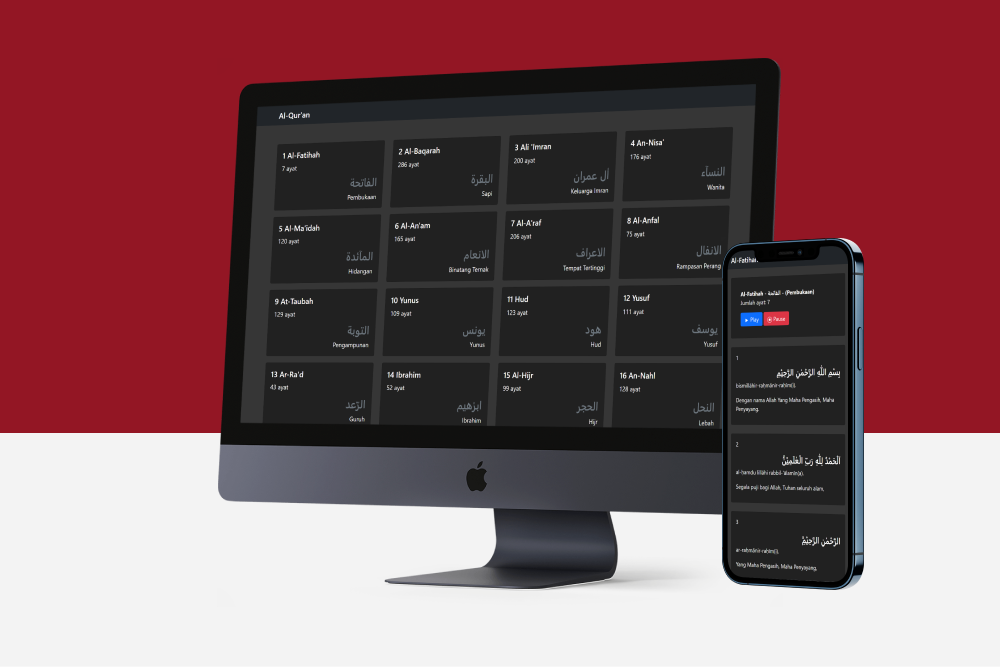 Al-Qur'an
1 Al-Fatihah
7 ayat
الفاتحة
Pembukaan
2 Al-Baqarah
286 ayat
البقرة
Sapi
3 Ali 'Imran
200 ayat
اٰل عمران
Keluarga Imran
4 An-Nisa'
176 ayat
النساۤء
Wanita
5 Al-Ma'idah
120 ayat
الماۤئدة
Hidangan
6 Al-An'am
165 ayat
الانعام
Binatang Ternak
7 Al-A'raf
206 ayat
الاعراف
Tempat Tertinggi
8 Al-Anfal
75 ayat
الانفال
Rampasan Perang
9 At-Taubah
129 ayat
التوبة
Pengampunan
10 Yunus
109 ayat
يونس
Yunus
11 Hud
123 ayat
هود
Hud
12 Yusuf
111 ayat
يوسف
Yusuf
13 Ar-Ra'd
43 ayat
الرّعد
Guruh
14 Ibrahim
52 ayat
ابرٰهيم
Ibrahim
15 Al-Hijr
99 ayat
الحجر
Hijr
16 An-Nahl
128 ayat
النحل
Lebah
Al-Fatihah
Al-Fatihah - الفاتحة - (Pembukaan)
Jumlah ayat: 7
Play
Pause
1
بِسْمِ اللّٰهِ الرَّحْمٰنِ الرَّحِيْمِ
bismillāhir-raḥmānir-raḥīm(i).
Dengan nama Allah Yang Maha Pengasih, Maha
Penyayang.
2
اَلْحَمْدُ لِلّٰهِ رَبِّ الْعٰلَمِيْنَۙ
al-ḥamdu lillāhi rabbil-‘ālamīn(a).
Segala puji bagi Allah, Tuhan seluruh alam,
3
الرَّحْمٰنِ الرَّحِيْمِۙ
ar-raḥmānir-raḥīm(i),
Yang Maha Pengasih, Maha Penyayang,